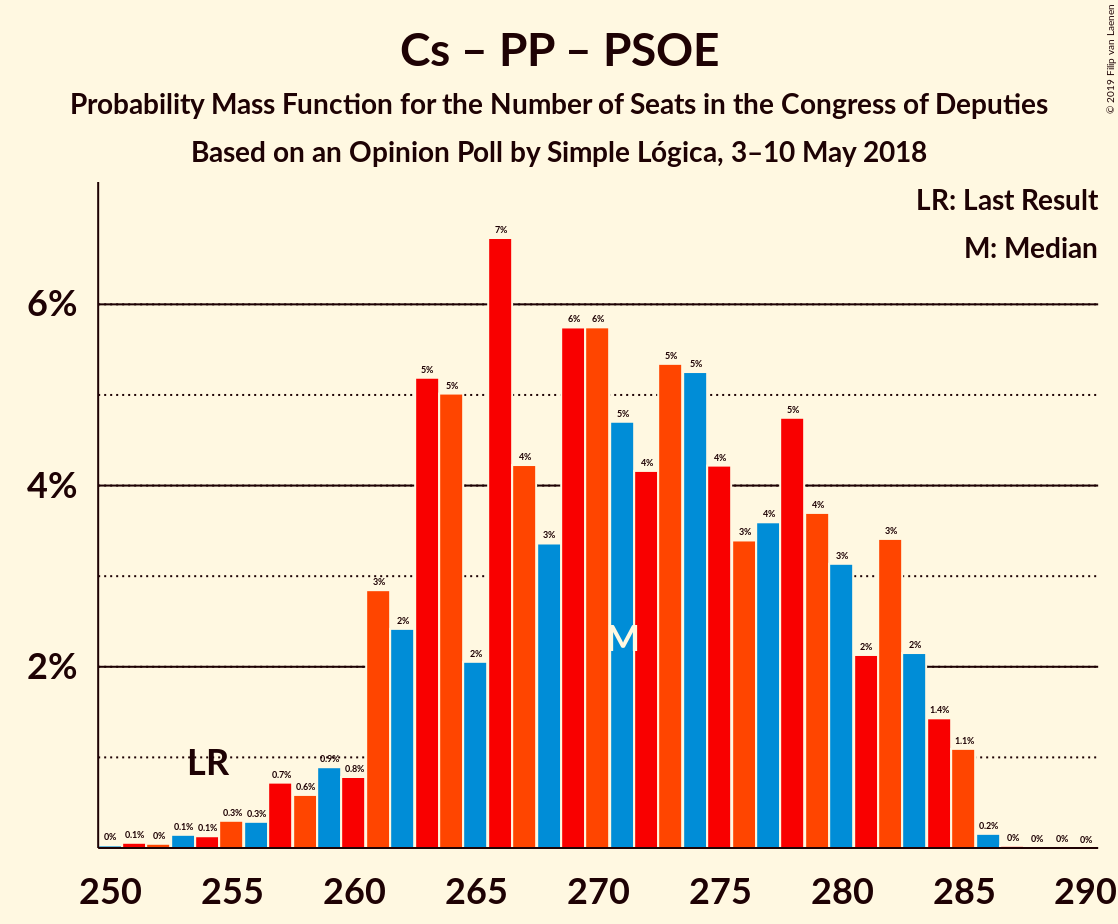 © 2019 Filip van Laenen
Cs – PP – PSOE
Probability Mass Function for the Number of Seats in the Congress of Deputies
Based on an Opinion Poll by Simple Lógica, 3–10 May 2018
LR: Last Result
M: Median
6%
4%
2%
0% 0.1% 0% 0.1% 0.1% 0.3% 0.3% 0.7% 0.6% 0.9% 0.8% 3% 2% 5% 5% 2% 7% 4% 3% 6% 6% 5% 4% 5% 5% 4% 3% 4% 5% 4% 3% 2% 3% 2% 1.4% 1.1% 0.2% 0% 0% 0% 0%
M
LR
250 255 260 265 270 275 280 285 290